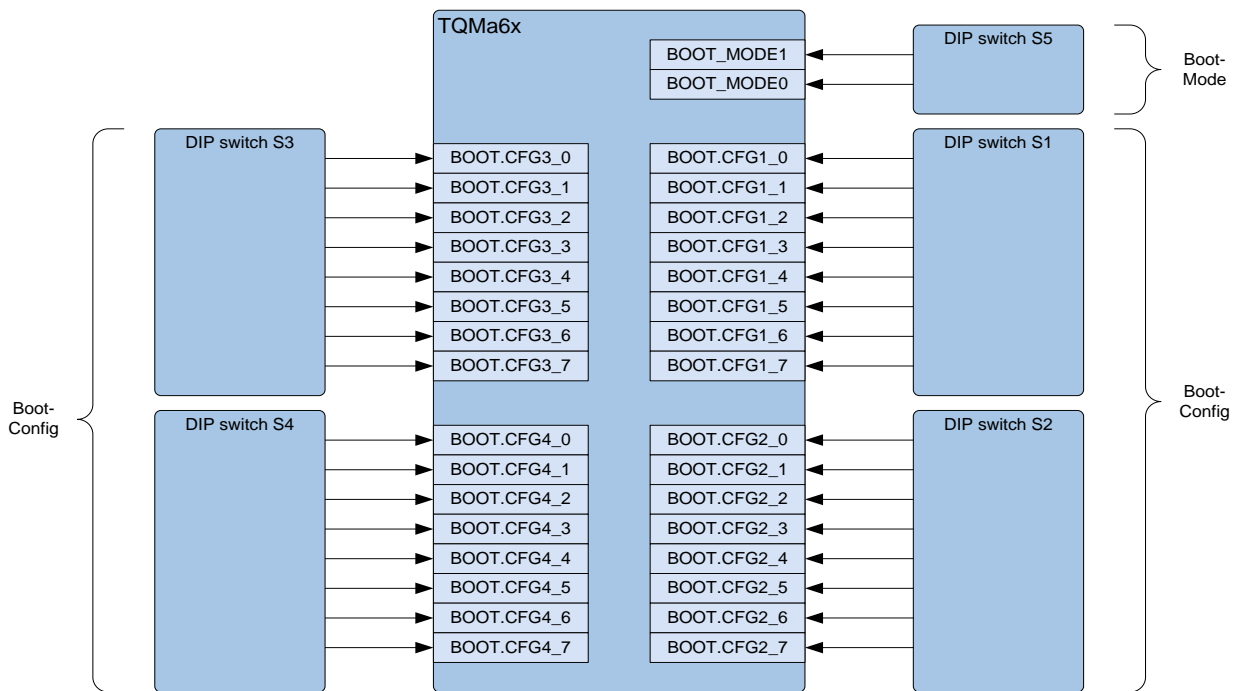 TQMa6x
DIP switch S5
BOOT_MODE1
BOOT_MODE0
Boot-
Mode
DIP switch S3
BOOT.CFG3_0
BOOT.CFG3_1
BOOT.CFG3_2
BOOT.CFG3_3
BOOT.CFG3_4
BOOT.CFG3_5
BOOT.CFG3_6
BOOT.CFG3_7
DIP switch S1
BOOT.CFG1_0
BOOT.CFG1_1
BOOT.CFG1_2
BOOT.CFG1_3
BOOT.CFG1_4
BOOT.CFG1_5
BOOT.CFG1_6
BOOT.CFG1_7
Boot-
Config
Boot-
Config
DIP switch S4
BOOT.CFG4_0
BOOT.CFG4_1
BOOT.CFG4_2
BOOT.CFG4_3
BOOT.CFG4_4
BOOT.CFG4_5
BOOT.CFG4_6
BOOT.CFG4_7
DIP switch S2
BOOT.CFG2_0
BOOT.CFG2_1
BOOT.CFG2_2
BOOT.CFG2_3
BOOT.CFG2_4
BOOT.CFG2_5
BOOT.CFG2_6
BOOT.CFG2_7